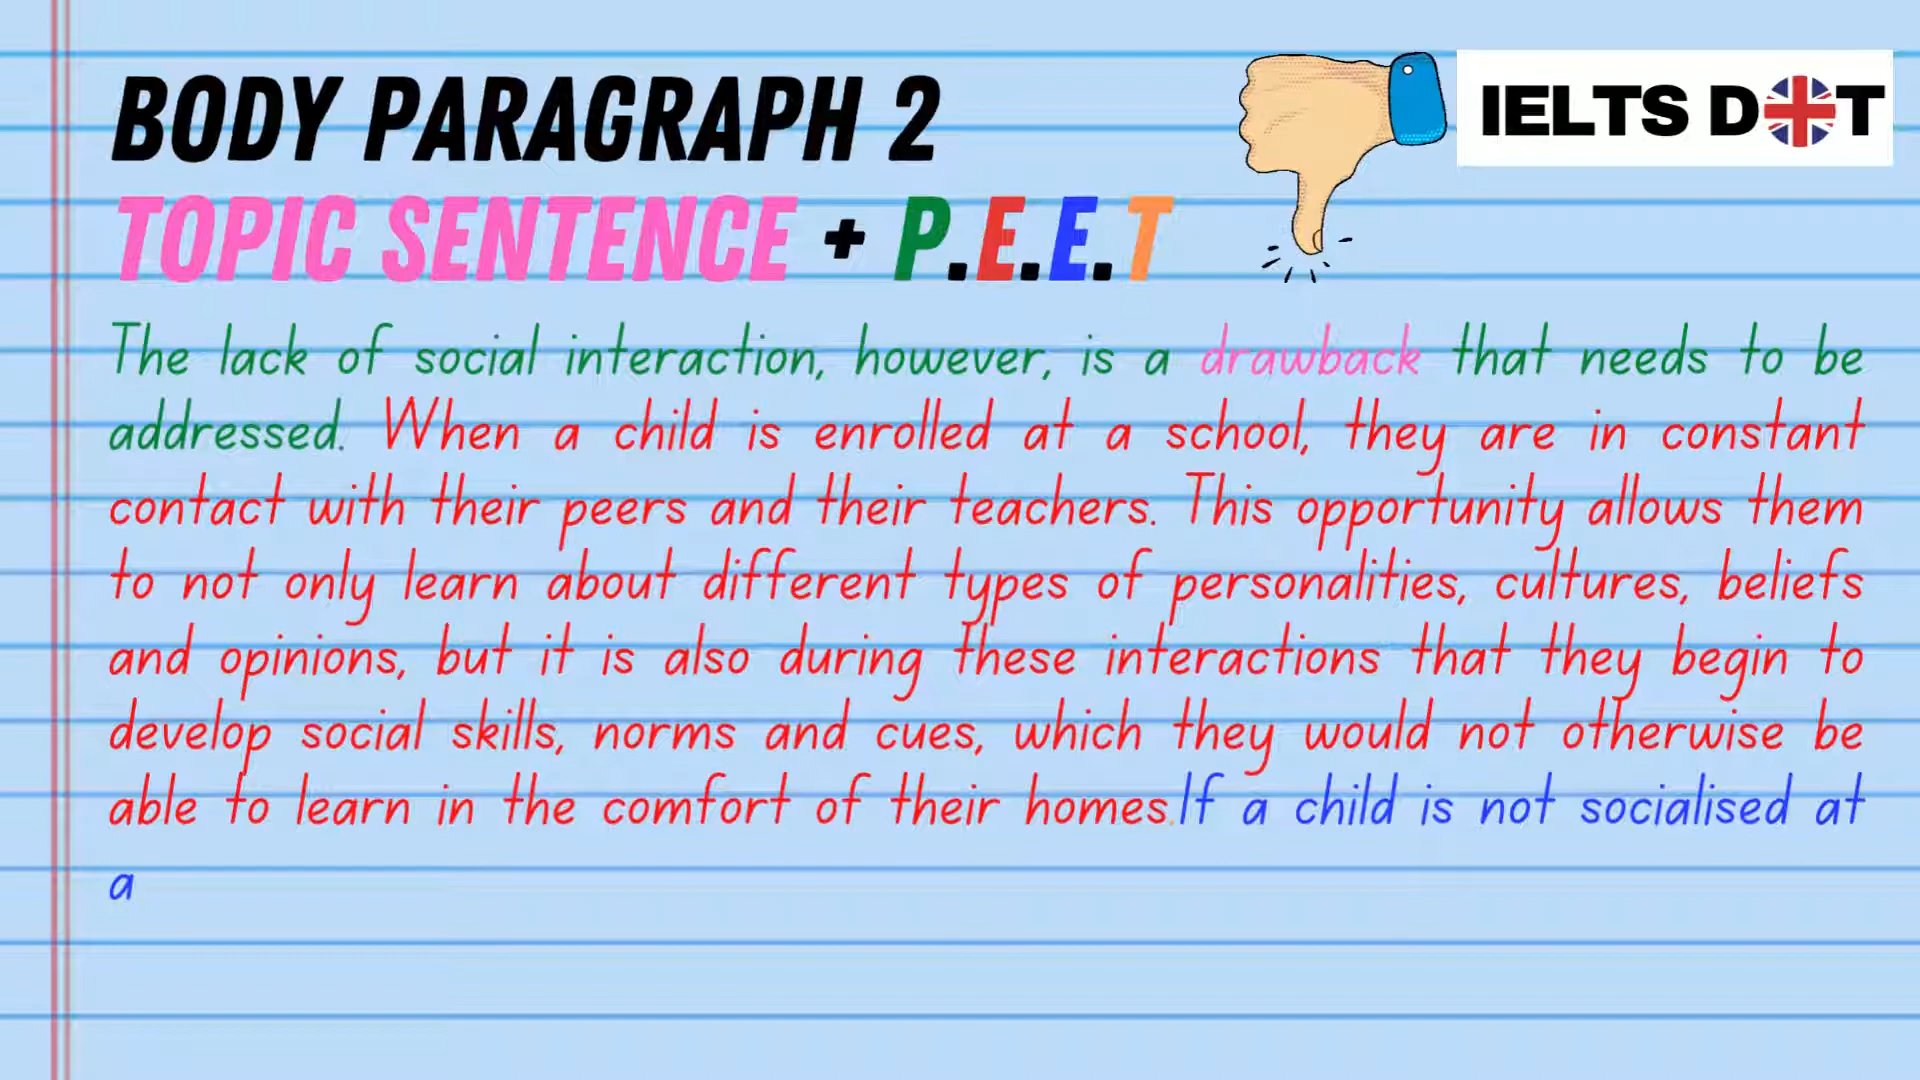 BODY PARAGRAPH 2
IELTS DOT
TOPIC SENTENCE + P.E.E.T
The lack of social interaction, however, is a drawback that needs to be
addressed. When a child is enrolled at a school, they are in constant
contact with their peers and their teachers. This opportunity allows them
to not only learn about different types of personalities, cultures, beliefs
and opinions, but it is also during these interactions that they begin to
develop social skills, norms and cues, which they would not otherwise be
able to learn in the comfort of their homes.If a child is not socialised at
a